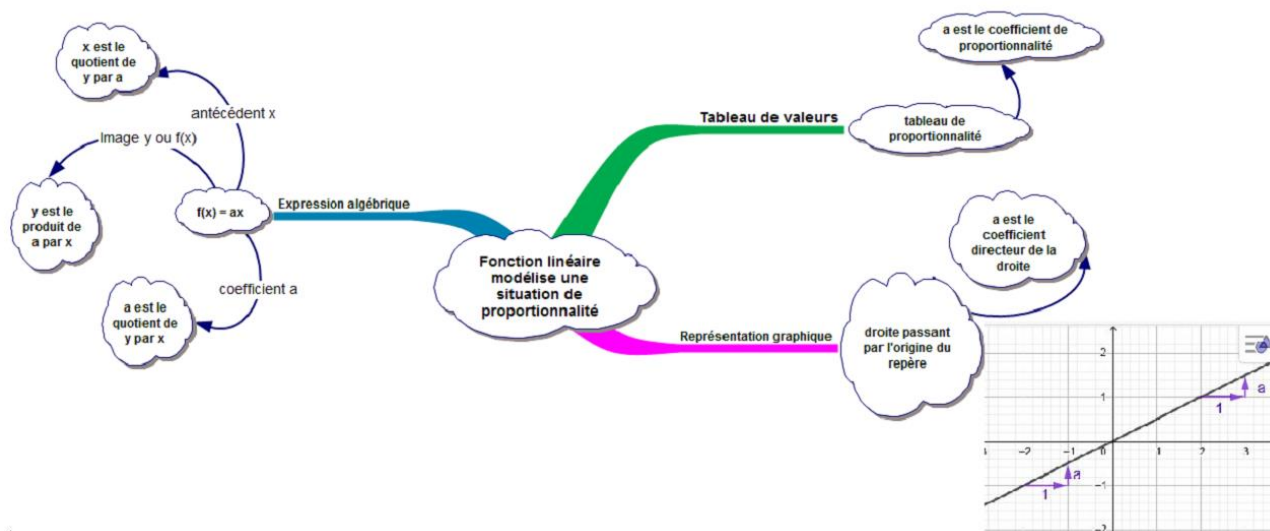 x est le
quotient de
y par a
antécédent x
Image y ou f(x)
y est le
produit de
a par x
f(x) = ax
Expression algébrique
coefficient a
a est le
quotient de
y par x
Fonction linéaire
modélise une
situation de
proportionnalité
Tableau de valeurs
tableau de
proportionnalité
a est le coefficient de
proportionnalité
Représentation graphique
droite passant
par l'origine du
repère
a est le
coefficient
directeur de la
droite
2
1
a
1
−2
−1
0
1
2
3
a
1
−1
−2